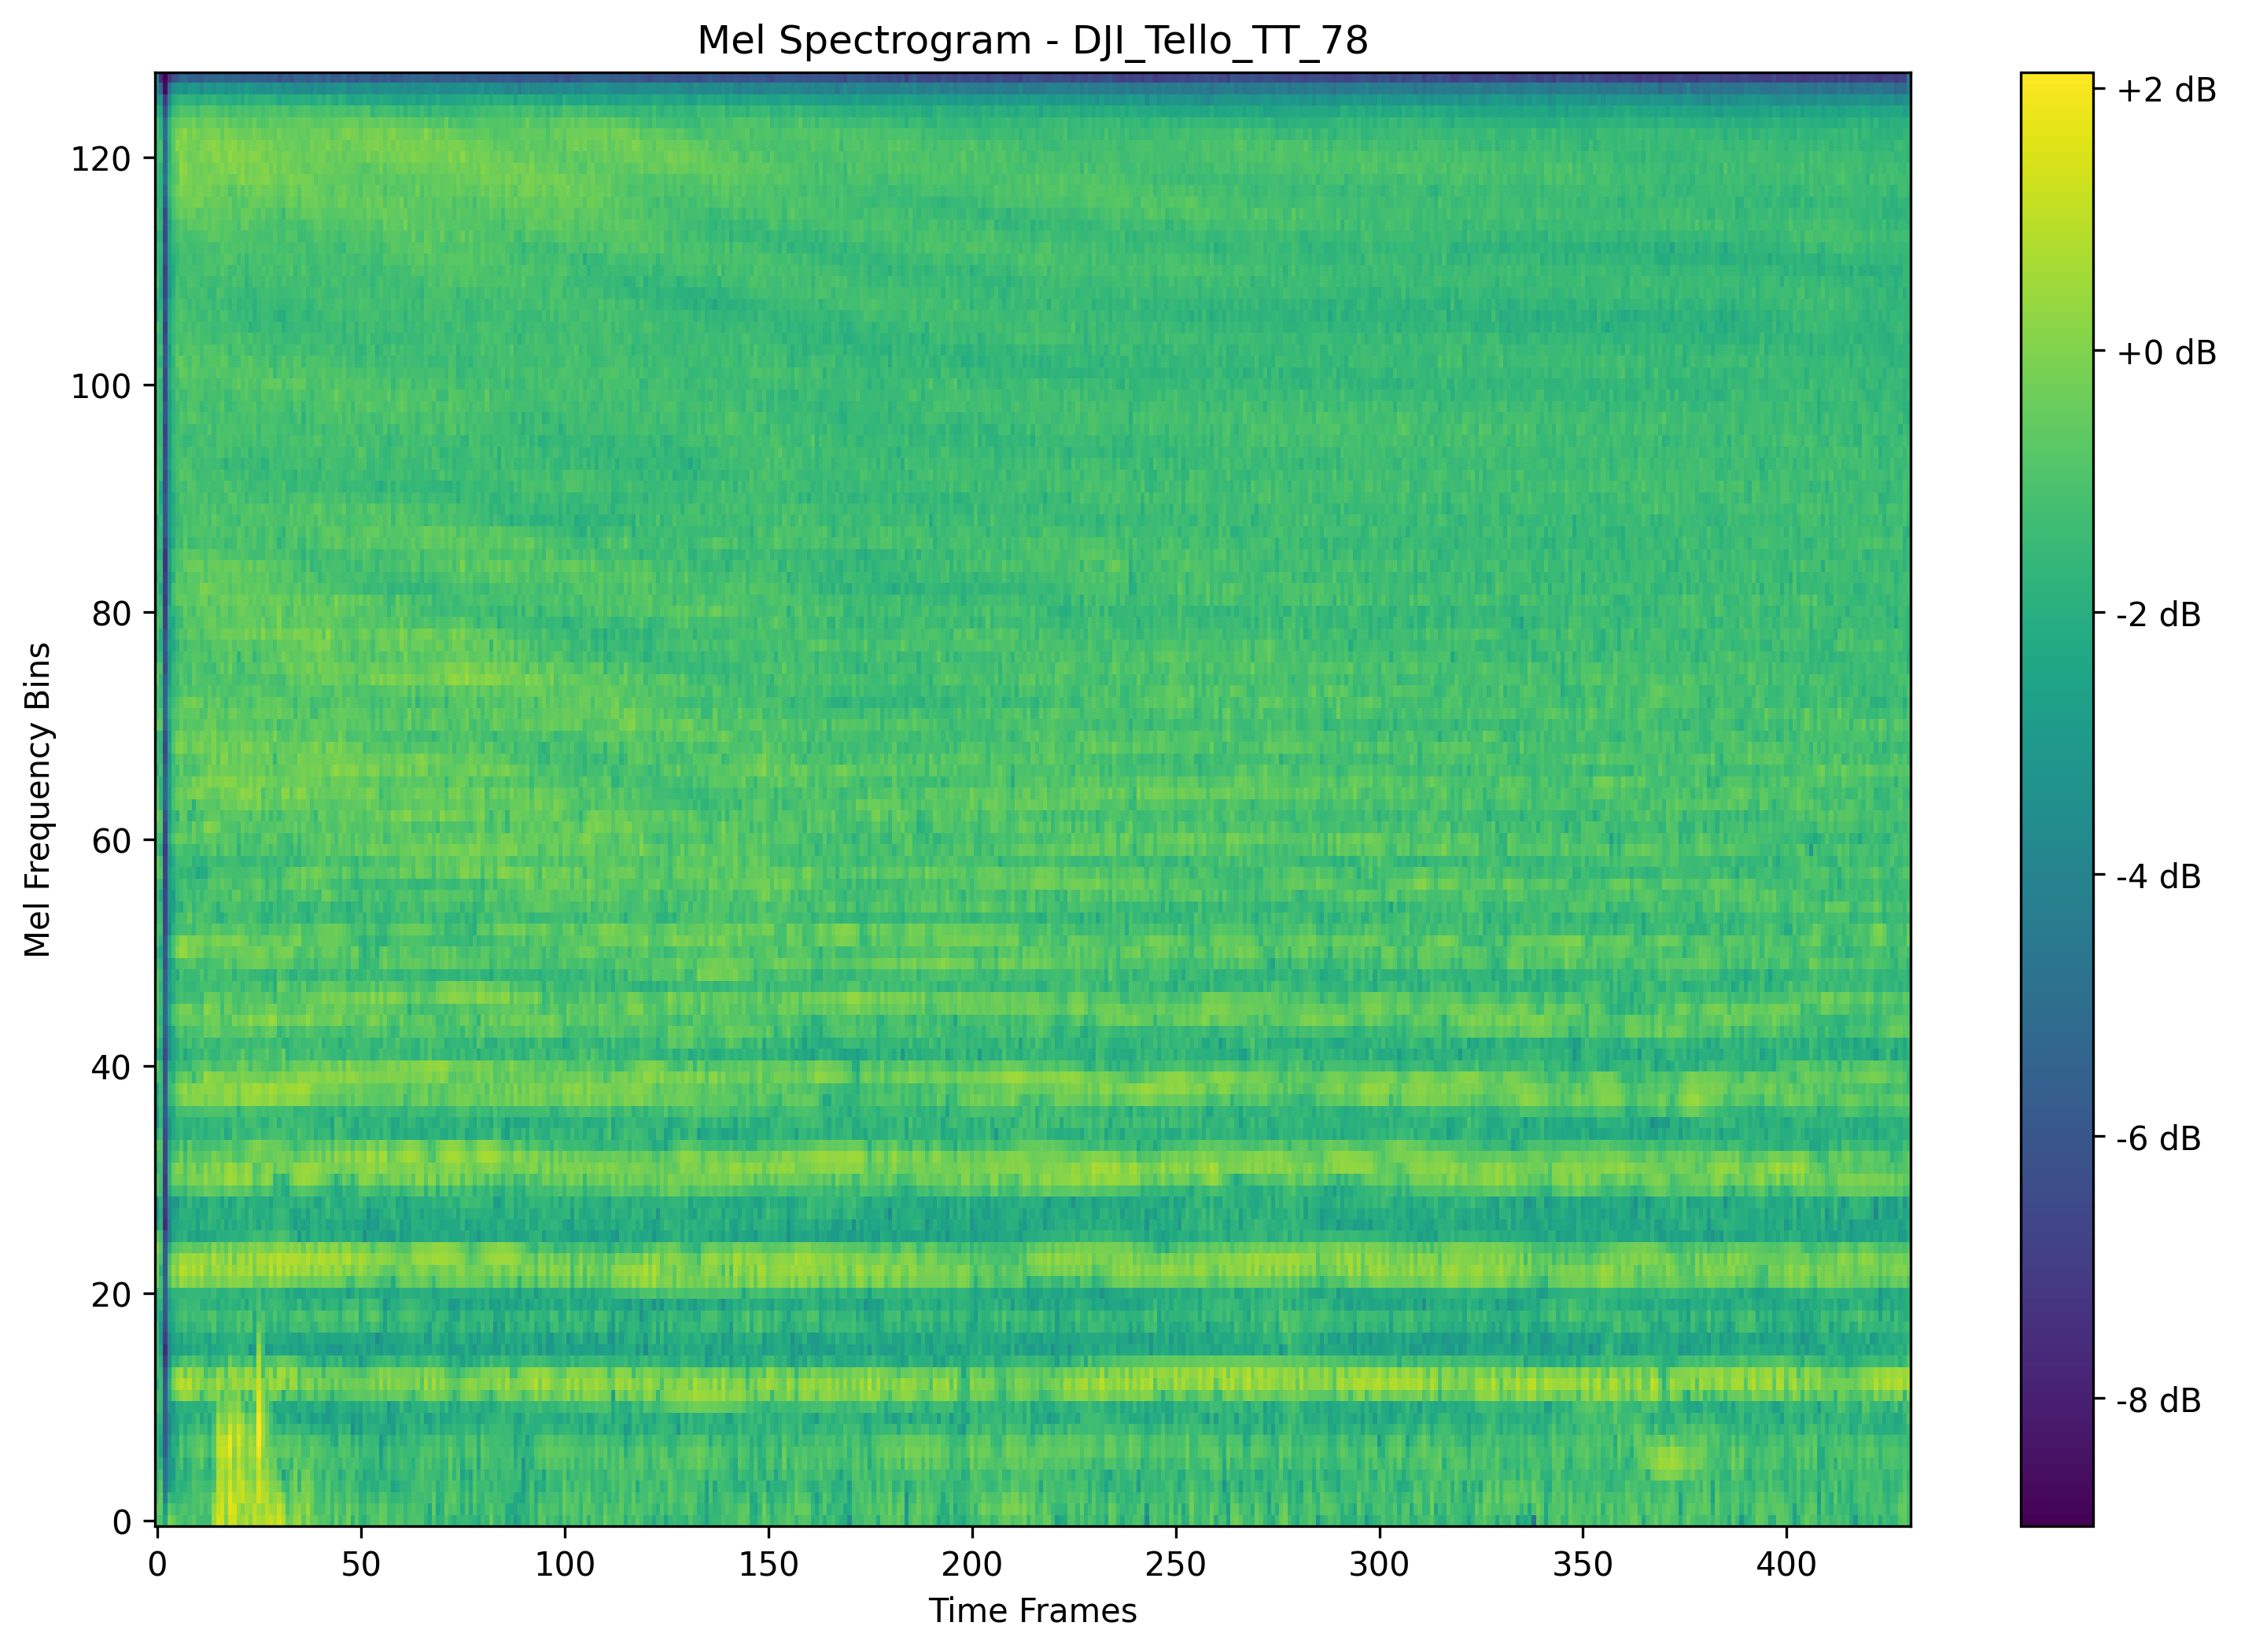 Mel Spectrogram - DJI_Tello_TT_78
Mel Frequency Bins
120
100
80
60
40
20
0
0 50 100 150 200 250 300 350 400
Time Frames
+2 dB
+0 dB
-2 dB
-4 dB
-6 dB
-8 dB